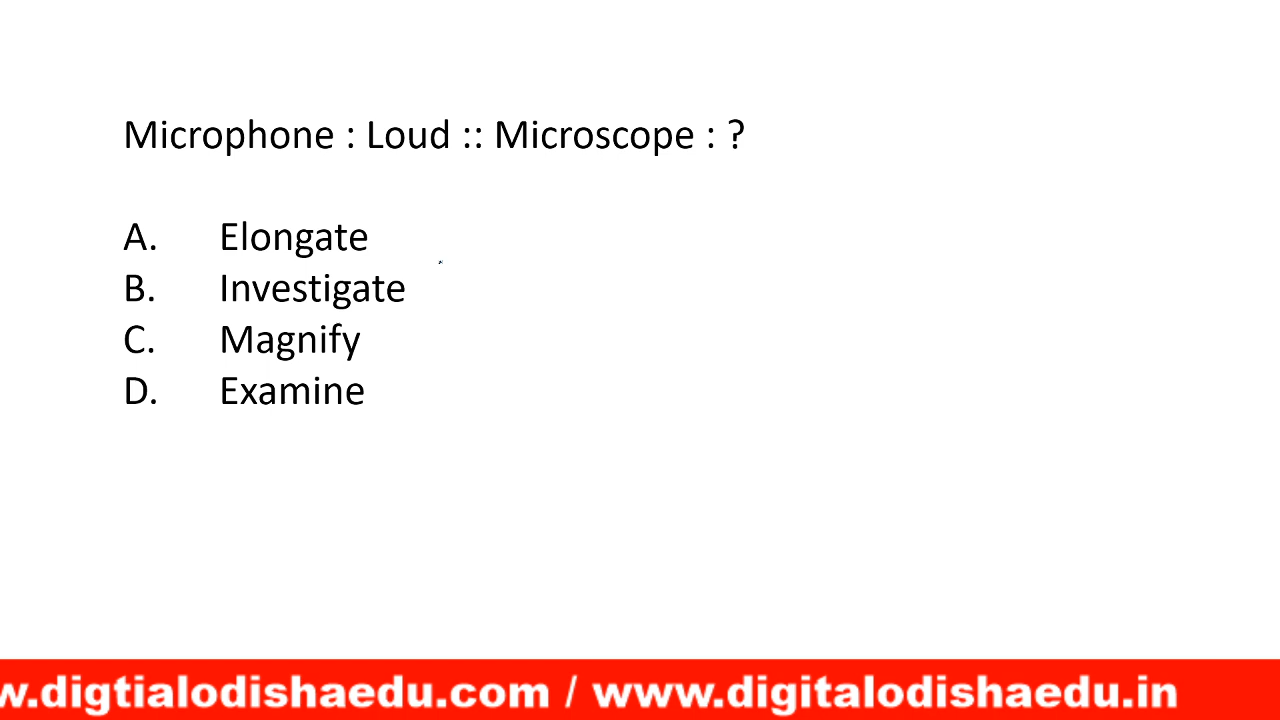 Microphone : Loud :: Microscope : ?
A. Elongate
B. Investigate
C. Magnify
D. Examine
w.digtialodishaedu.com / www.digitalodishaedu.in